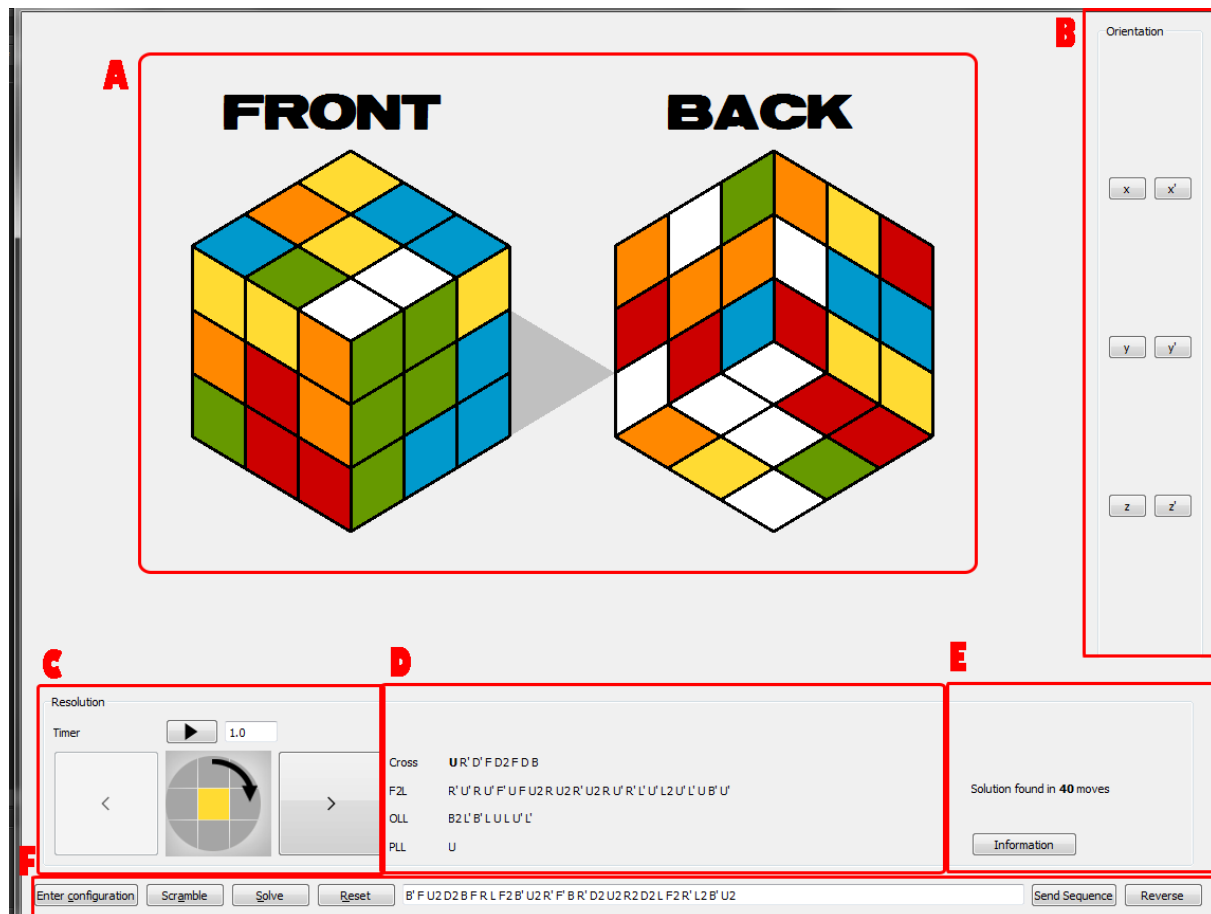 B
Orientation
A
FRONT BACK
x x'
y y'
z z'
C D E
Resolution
Timer 1.0
< >
Cross U R' D' F D2 F D B
F2L R' U' R U' F' U F U2 R U2 R' U2 R U' R' L' U' L2 U' L' U B' U'
OLL B2 L' B' L U L U' L'
PLL U
Solution found in 40 moves
Information
F
Enter configuration Scramble Solve Reset B' F U2 D2 B F R L F2 B' U2 R' F' B R' D2 U2 R2 D2 L F2 R' L2 B' U2 Send Sequence Reverse